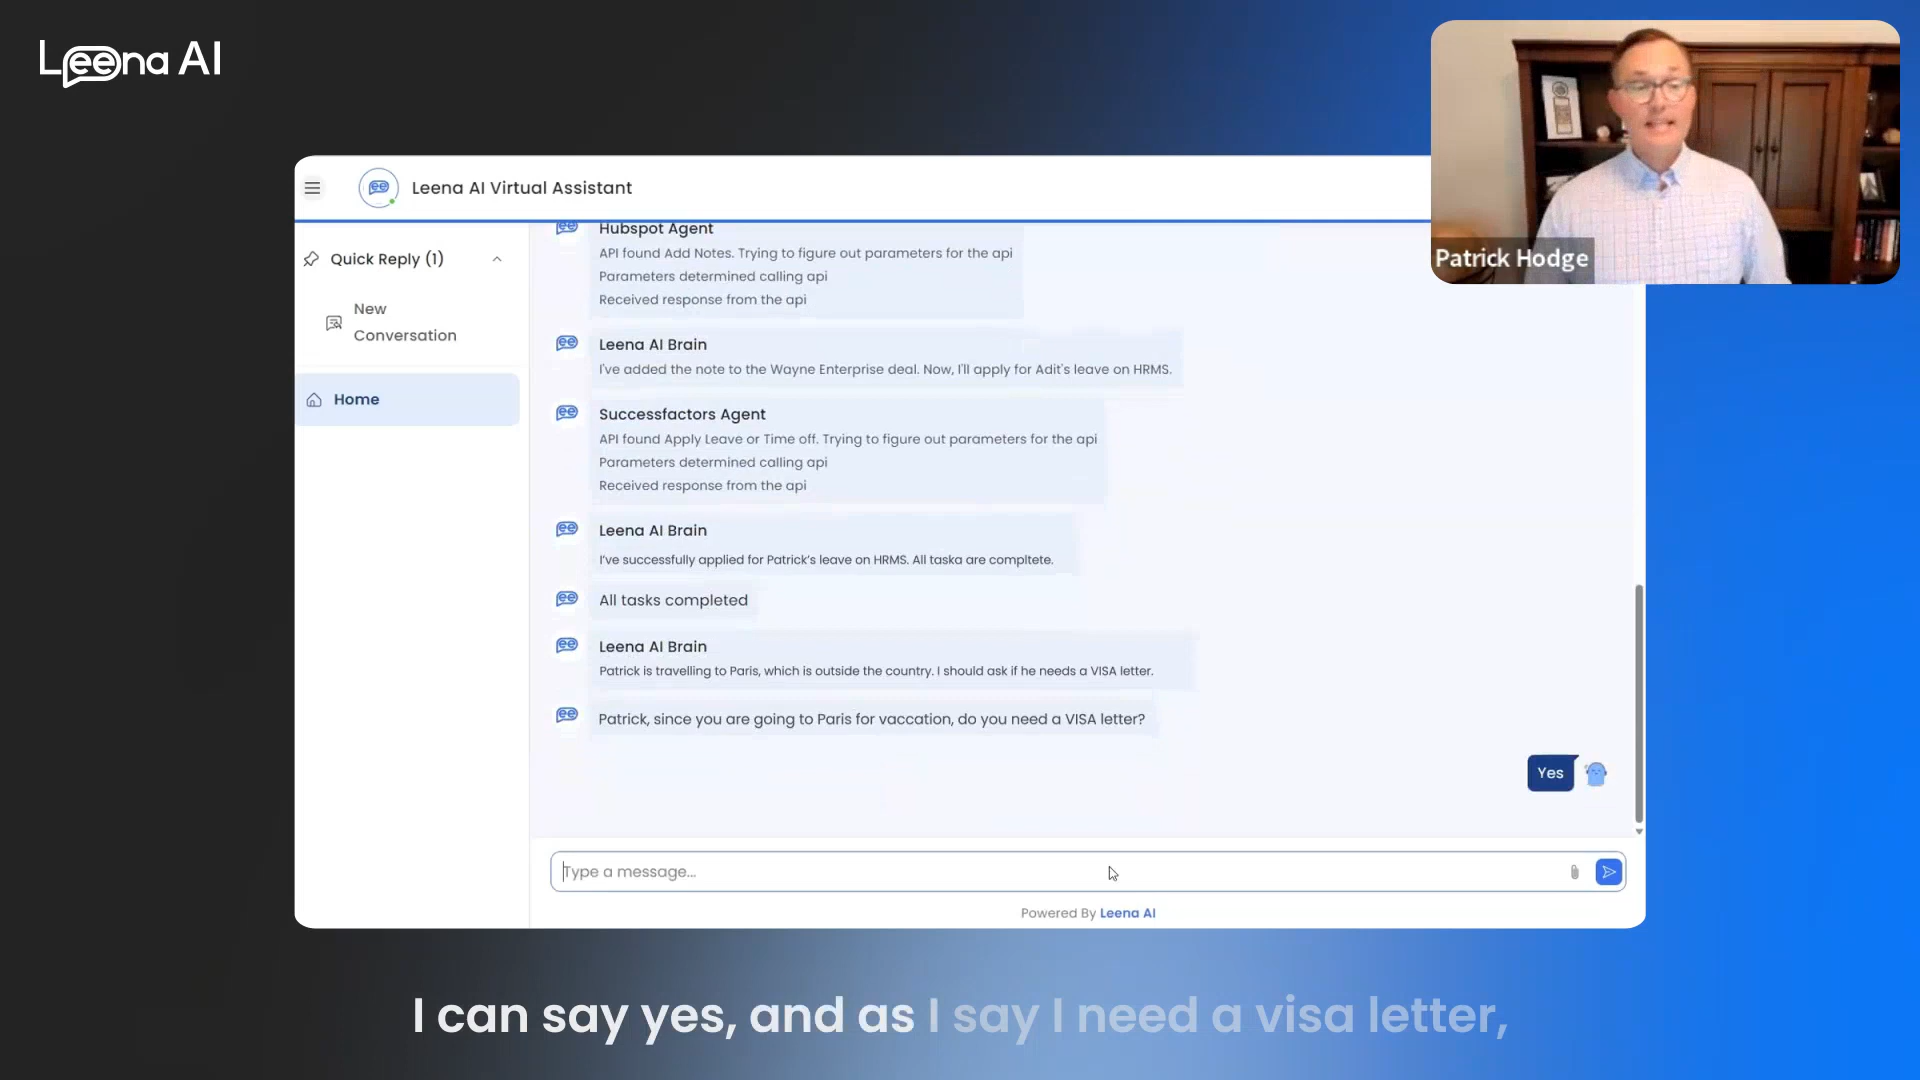 Leena AI
Patrick Hodge
Leena AI Virtual Assistant
Quick Reply (1)
New
Conversation
Home
Hubspot Agent
API found Add Notes. Trying to figure out parameters for the api
Parameters determined calling api
Received response from the api
Leena AI Brain
I've added the note to the Wayne Enterprise deal. Now, I'll apply for Adit's leave on HRMS.
Successfactors Agent
API found Apply Leave or Time off. Trying to figure out parameters for the api
Parameters determined calling api
Received response from the api
Leena AI Brain
I've successfully applied for Patrick's leave on HRMS. All taska are compltete.
All tasks completed
Leena AI Brain
Patrick is travelling to Paris, which is outside the country. I should ask if he needs a VISA letter.
Patrick, since you are going to Paris for vaccation, do you need a VISA letter?
Yes
Type a message...
Powered By Leena AI
I can say yes, and as I say I need a visa letter,